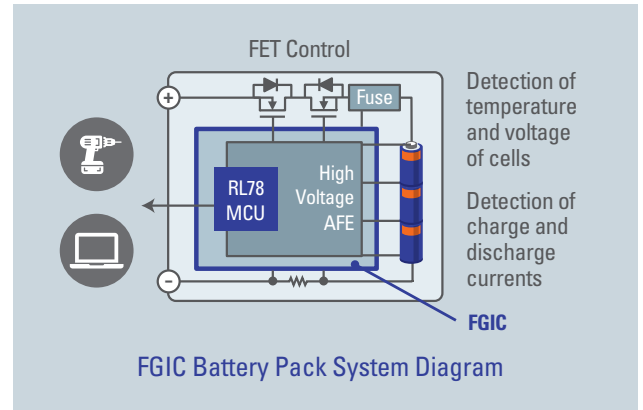 FET Control
+
Fuse
Detection of
temperature
and voltage
of cells
RL78
MCU
High
Voltage
AFE
Detection of
charge and
discharge
currents
−
FGIC
FGIC Battery Pack System Diagram